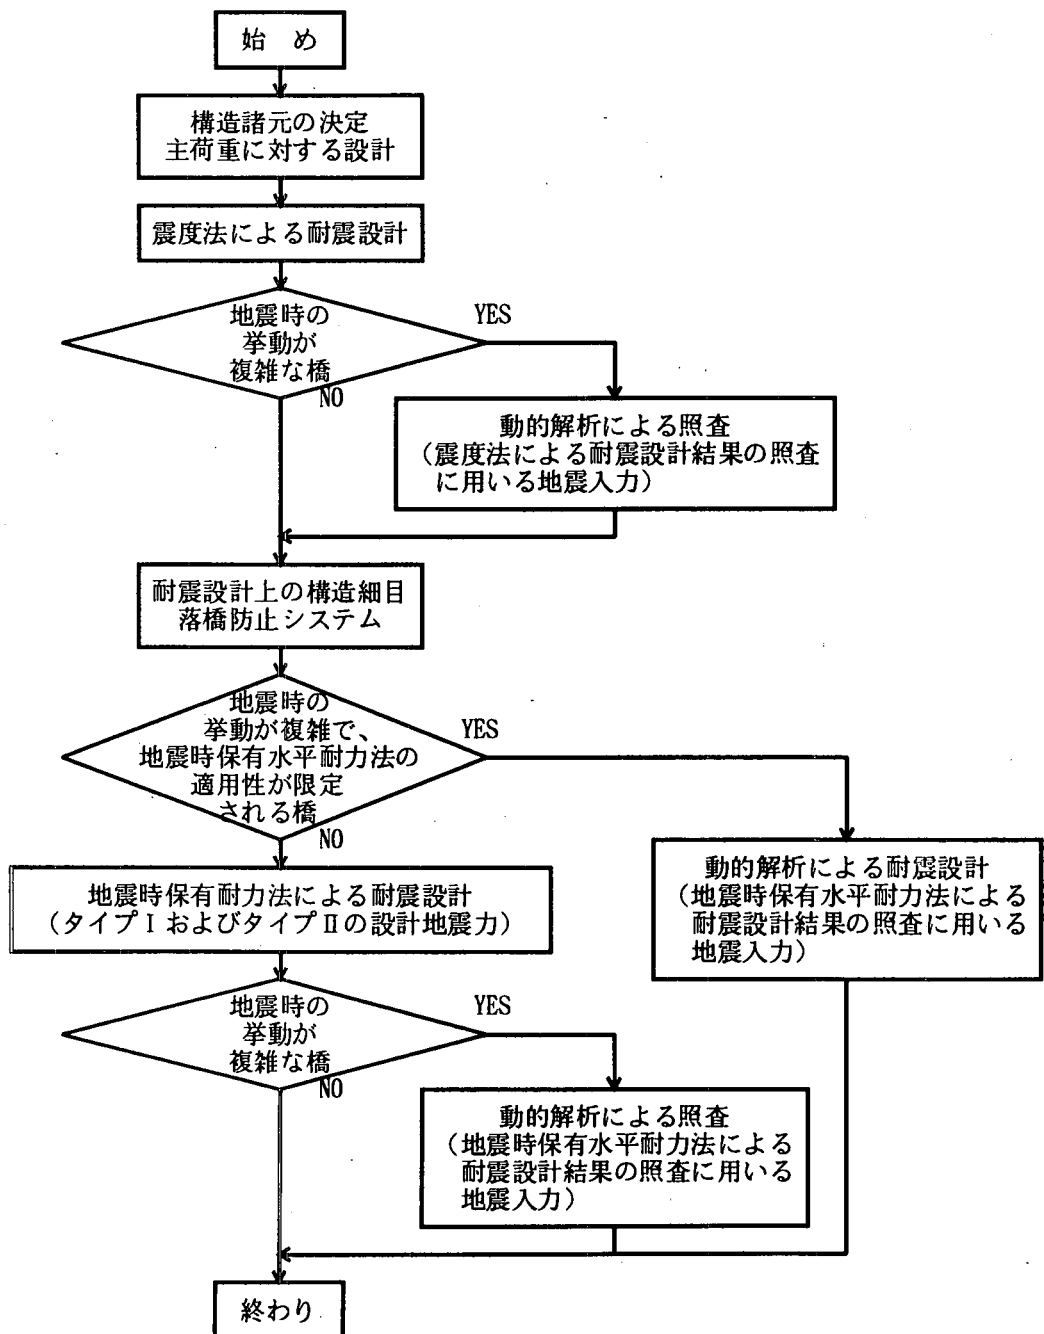 始　め
構造諸元の決定
主荷重に対する設計
震度法による耐震設計
地震時の
挙動が
複雑な橋
YES
NO
動的解析による照査
（震度法による耐震設計結果の照査
に用いる地震入力）
耐震設計上の構造細目
落橋防止システム
地震時の
挙動が複雑で、
地震時保有水平耐力法の
適用性が限定
される橋
YES
NO
動的解析による耐震設計
（地震時保有水平耐力法による
耐震設計結果の照査に用いる
地震入力）
地震時保有耐力法による耐震設計
（タイプⅠおよびタイプⅡの設計地震力）
地震時の
挙動が
複雑な橋
YES
NO
動的解析による照査
（地震時保有水平耐力法による
耐震設計結果の照査に用いる
地震入力）
終わり